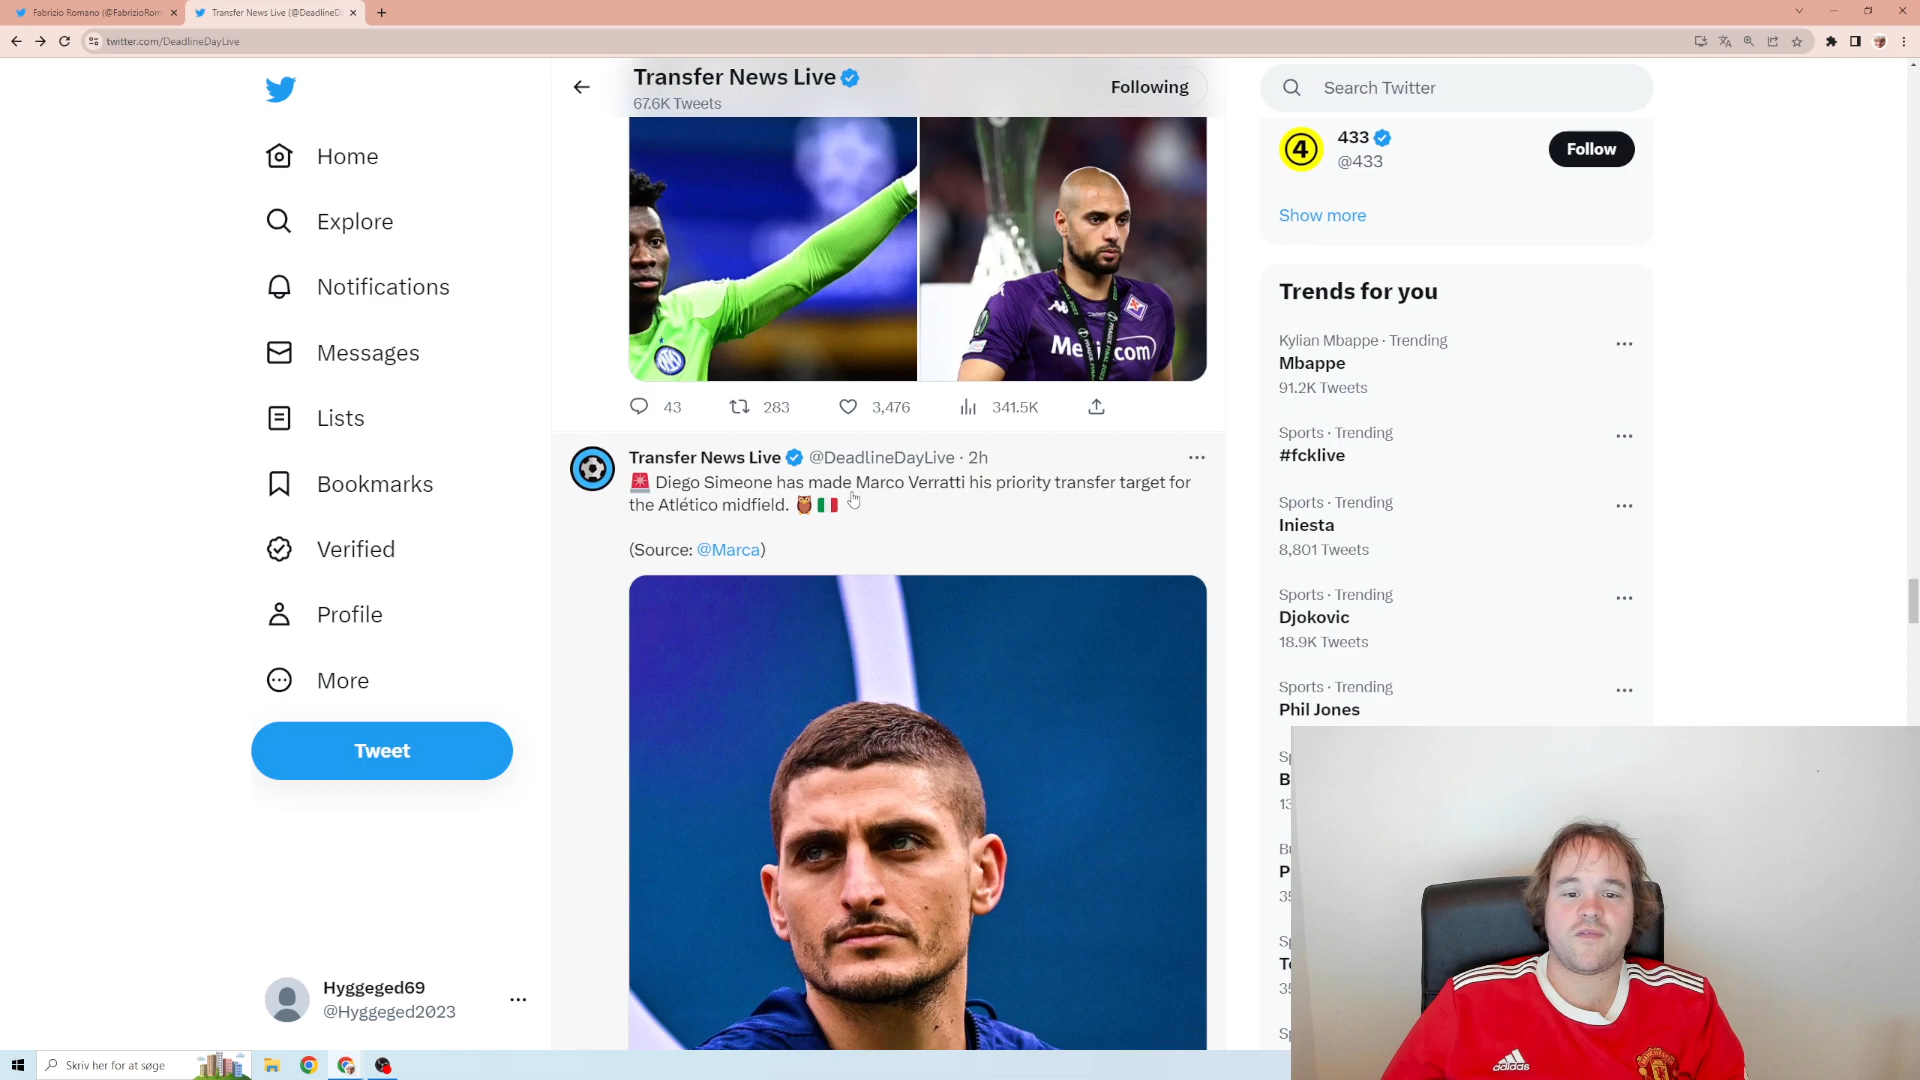 Fabrizio Romano (@FabrizioRom
Transfer News Live (@DeadlineDa
twitter.com/DeadlineDayLive
Home
Explore
Notifications
Messages
Lists
Bookmarks
Verified
Profile
More
Tweet
Hyggeged69
@Hyggeged2023
Transfer News Live
67.6K Tweets
Following
43 283 3,476 341.5K
Transfer News Live @DeadlineDayLive · 2h
🚨 Diego Simeone has made Marco Verratti his priority transfer target for
the Atlético midfield. 🦉🇮🇹
(Source: @Marca)
Search Twitter
433
@433
Follow
Show more
Trends for you
Kylian Mbappe · Trending
Mbappe
91.2K Tweets
Sports · Trending
#fcklive
Sports · Trending
Iniesta
8,801 Tweets
Sports · Trending
Djokovic
18.9K Tweets
Sports · Trending
Phil Jones
adidas
Skriv her for at søge